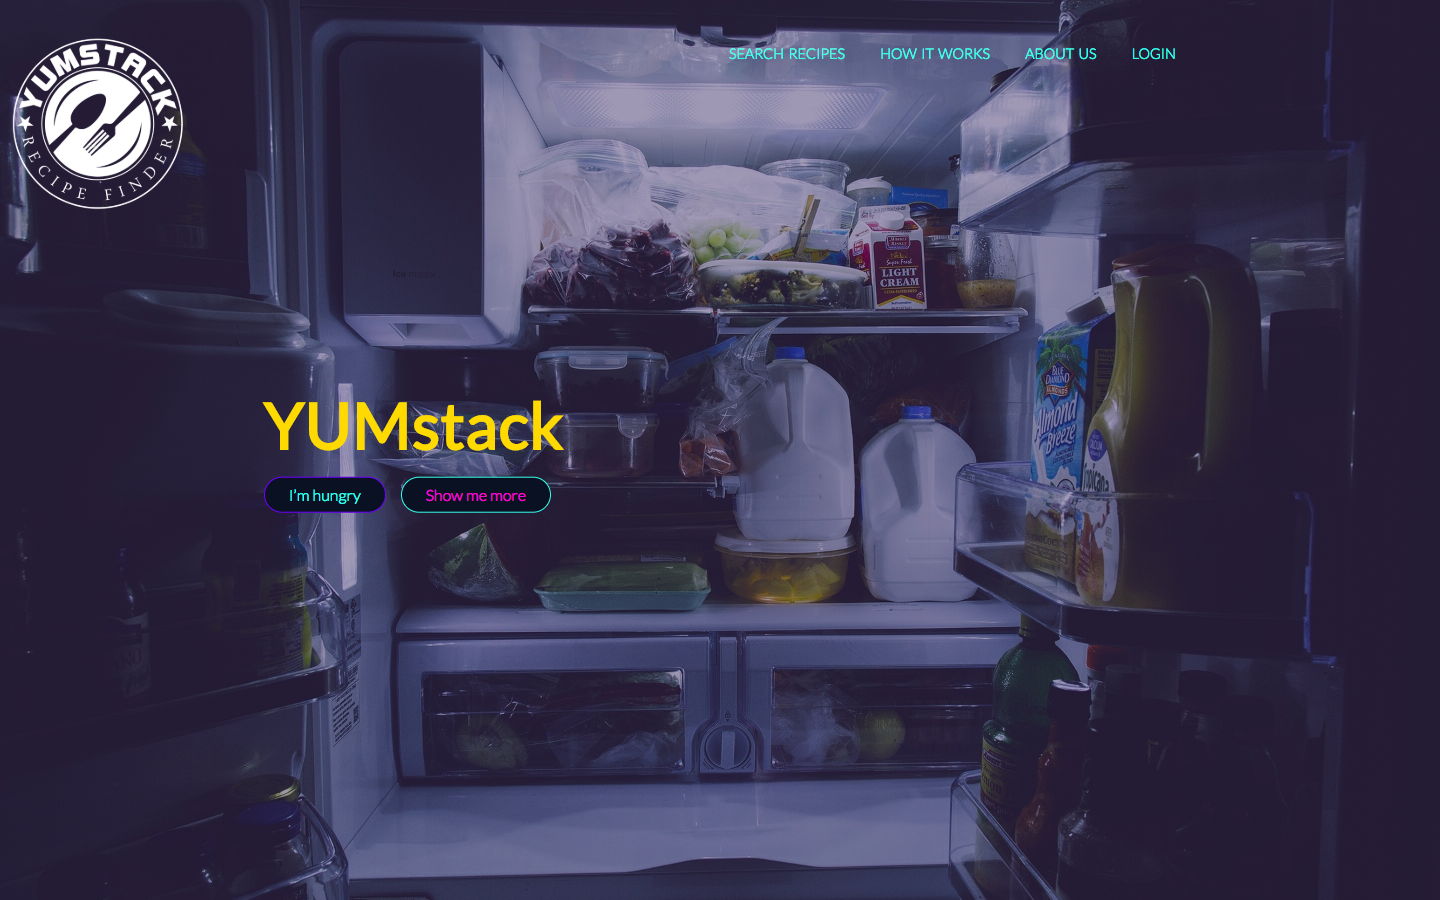 YUMSTACK
RECIPE FINDER
SEARCH RECIPES
HOW IT WORKS
ABOUT US
LOGIN
LIGHT
CREAM
BLUE
DIAMOND
ALMONDS
Almond
Breeze
YUMstack
I'm hungry
Show me more